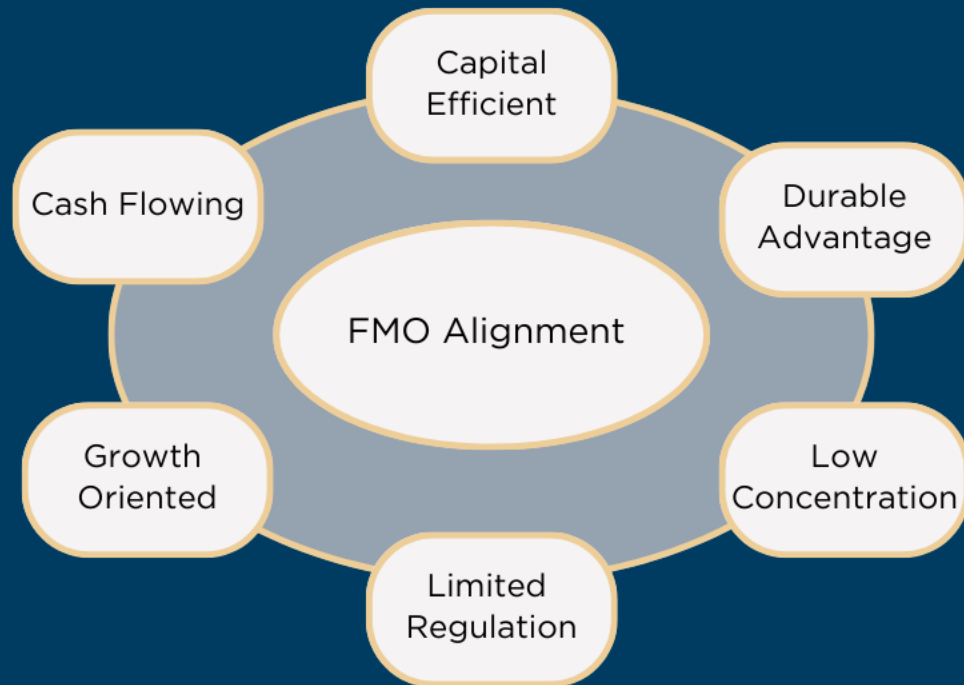 Capital
Efficient
Cash Flowing
Durable
Advantage
FMO Alignment
Growth
Oriented
Low
Concentration
Limited
Regulation